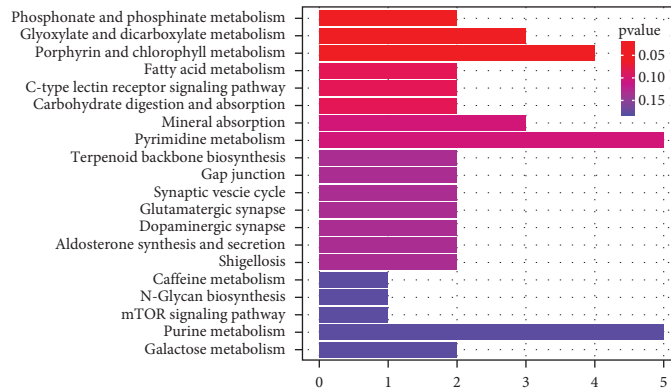 Phosphonate and phosphinate metabolism
Glyoxylate and dicarboxylate metabolism
Porphyrin and chlorophyll metabolism
Fatty acid metabolism
C-type lectin receptor signaling pathway
Carbohydrate digestion and absorption
Mineral absorption
Pyrimidine metabolism
Terpenoid backbone biosynthesis
Gap junction
Synaptic vescie cycle
Glutamatergic synapse
Dopaminergic synapse
Aldosterone synthesis and secretion
Shigellosis
Caffeine metabolism
N-Glycan biosynthesis
mTOR signaling pathway
Purine metabolism
Galactose metabolism
pvalue
0.05
0.10
0.15
0 1 2 3 4 5